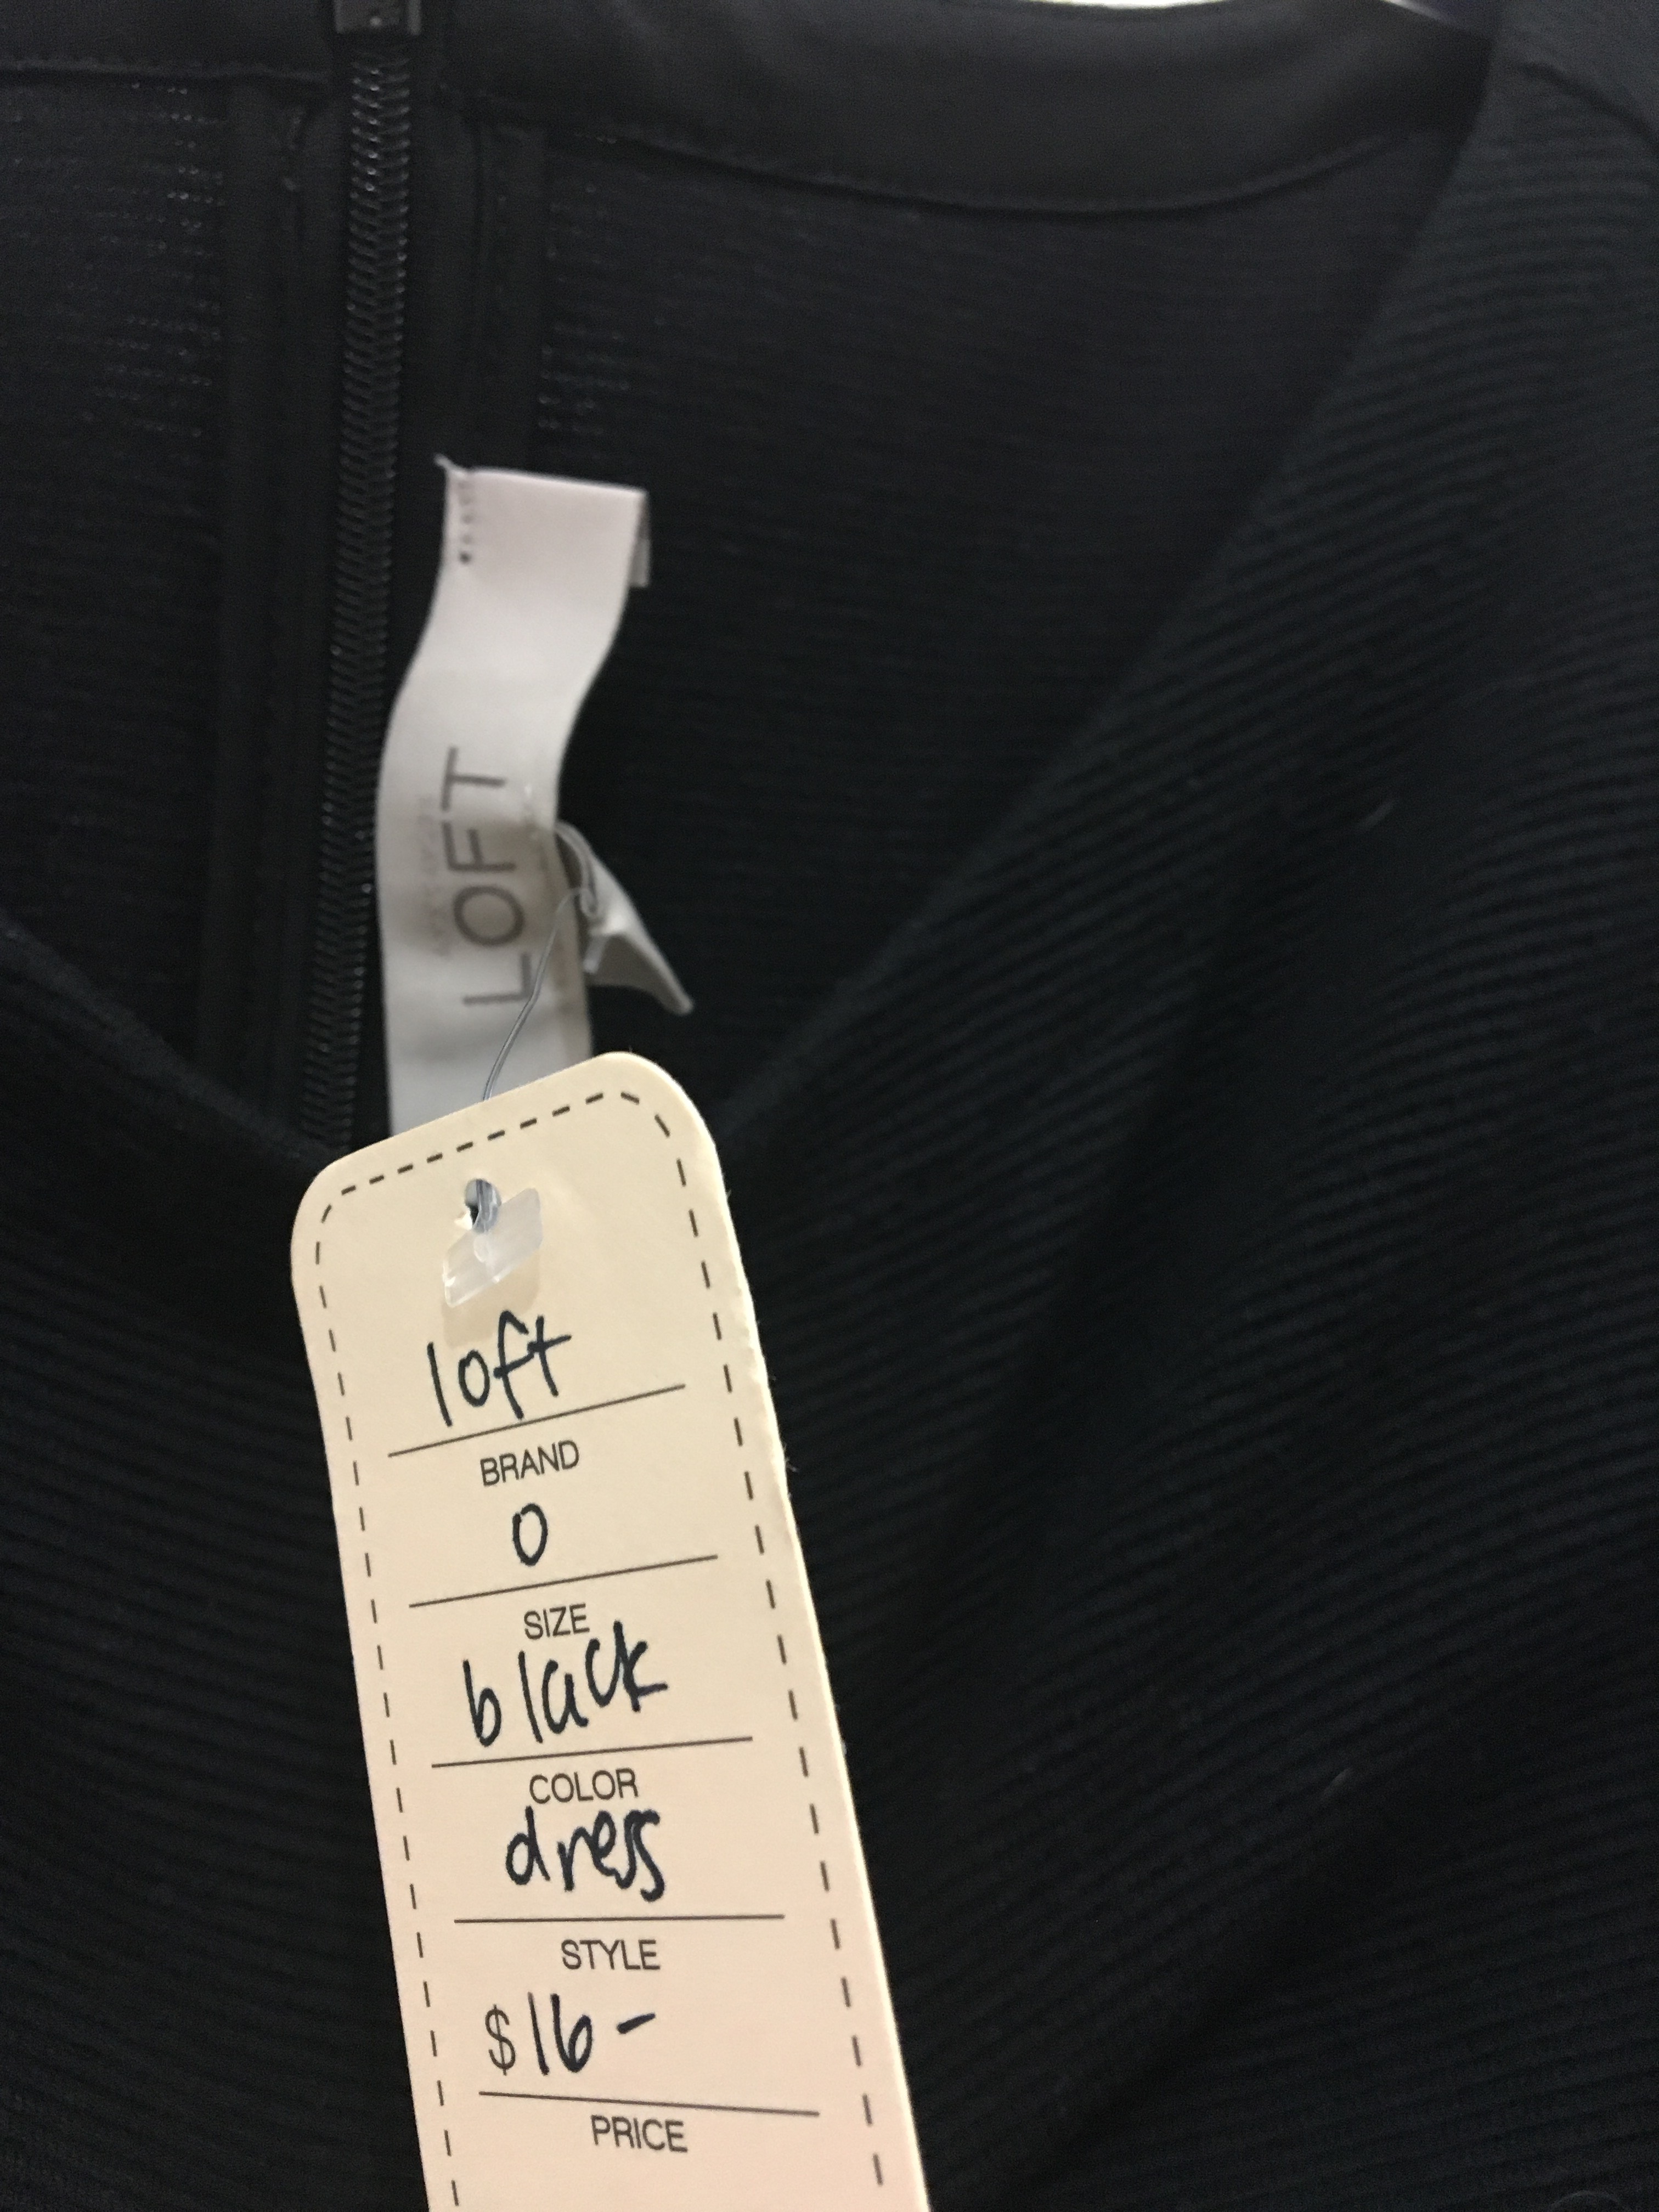 LOFT
loft
BRAND
0
SIZE
black
COLOR
dress
STYLE
$16-
PRICE